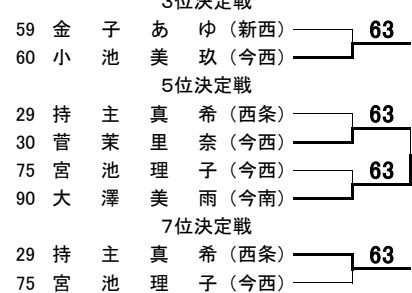 3位決定戦
59 金 子 あ ゆ（新西） 63
60 小 池 美 玖（今西）
5位決定戦
29 持 主 真 希（西条） 63
30 菅 茉 里 奈（今西）
75 宮 池 理 子（今西） 63
90 大 澤 美 雨（今南）
7位決定戦
29 持 主 真 希（西条） 63
75 宮 池 理 子（今西）